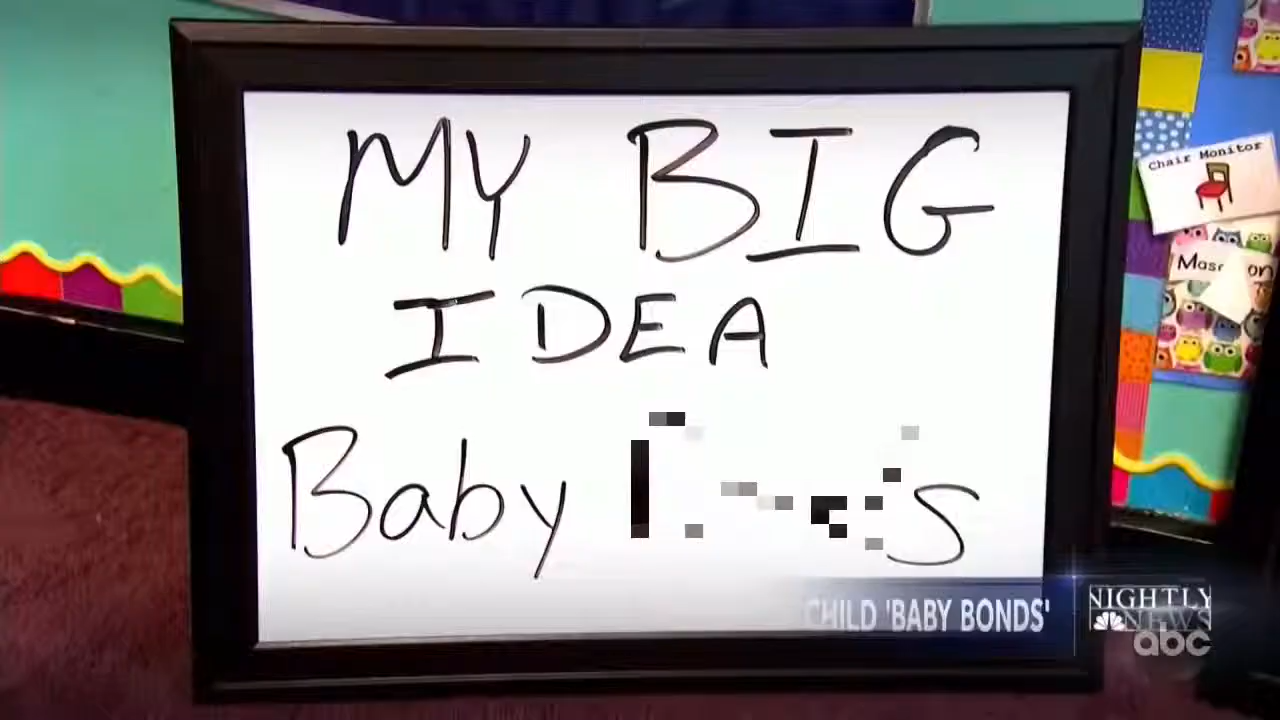 MY BIG
IDEA
Baby
CHILD 'BABY BONDS'
NIGHTLY
NEWS
abc
Chair Monitor